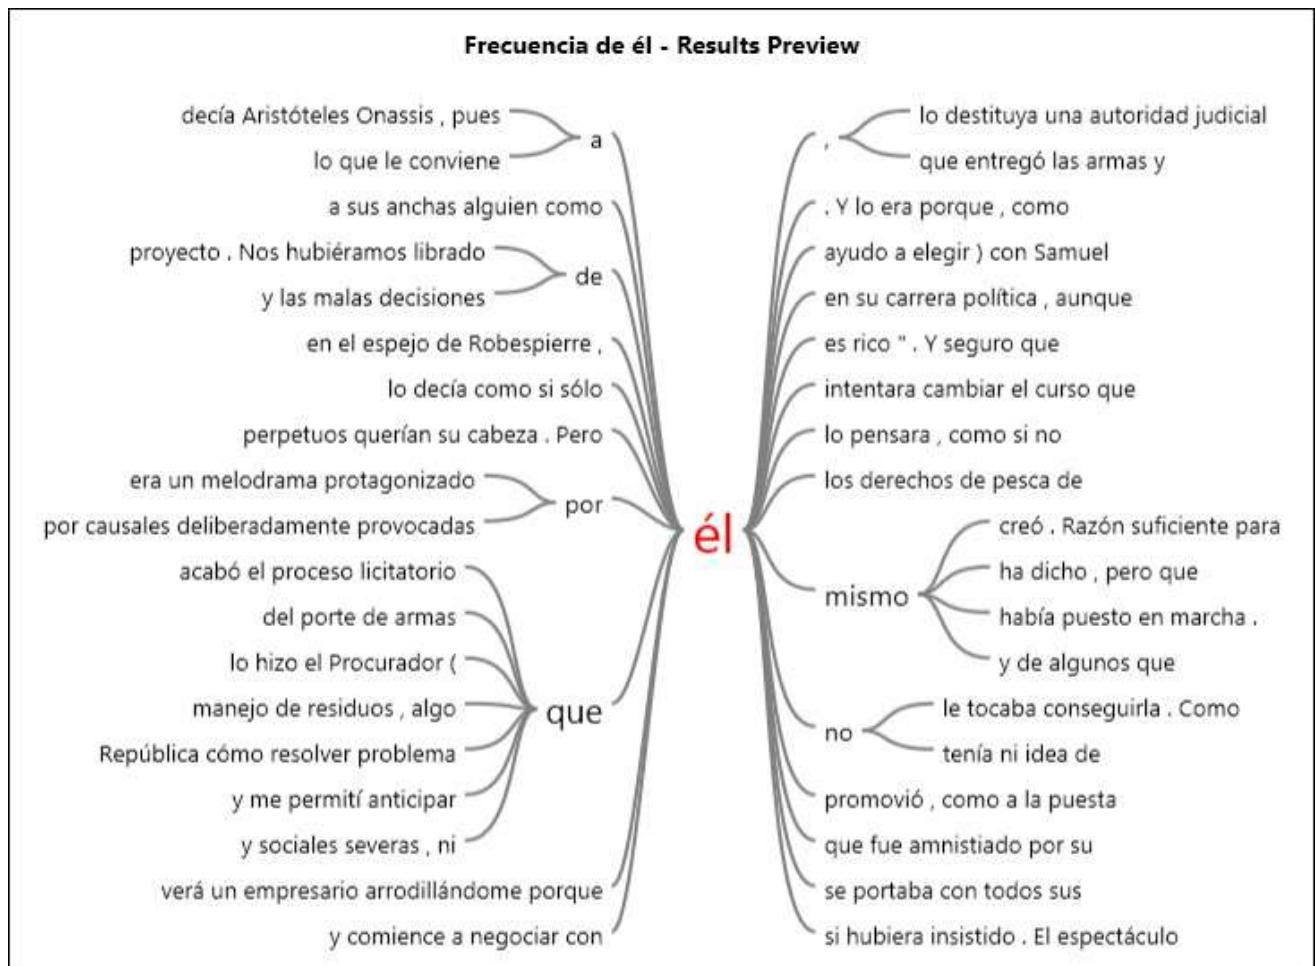 Frecuencia de él - Results Preview
decía Aristóteles Onassis , pues
lo que le conviene
a
a sus anchas alguien como
proyecto . Nos hubiéramos librado
y las malas decisiones
de
en el espejo de Robespierre ,
lo decía como si sólo
perpetuos querían su cabeza . Pero
era un melodrama protagonizado
por causales deliberadamente provocadas
por
acabó el proceso licitatorio
del porte de armas
lo hizo el Procurador (
manejo de residuos , algo
República cómo resolver problema
y me permití anticipar
y sociales severas , ni
que
verá un empresario arrodillándome porque
y comience a negociar con
él
,
lo destituya una autoridad judicial
que entregó las armas y
. Y lo era porque , como
ayudo a elegir ) con Samuel
en su carrera política , aunque
es rico " . Y seguro que
intentara cambiar el curso que
lo pensara , como si no
los derechos de pesca de
mismo
creó . Razón suficiente para
ha dicho , pero que
había puesto en marcha .
y de algunos que
no
le tocaba conseguirla . Como
tenía ni idea de
promovió , como a la puesta
que fue amnistiado por su
se portaba con todos sus
si hubiera insistido . El espectáculo